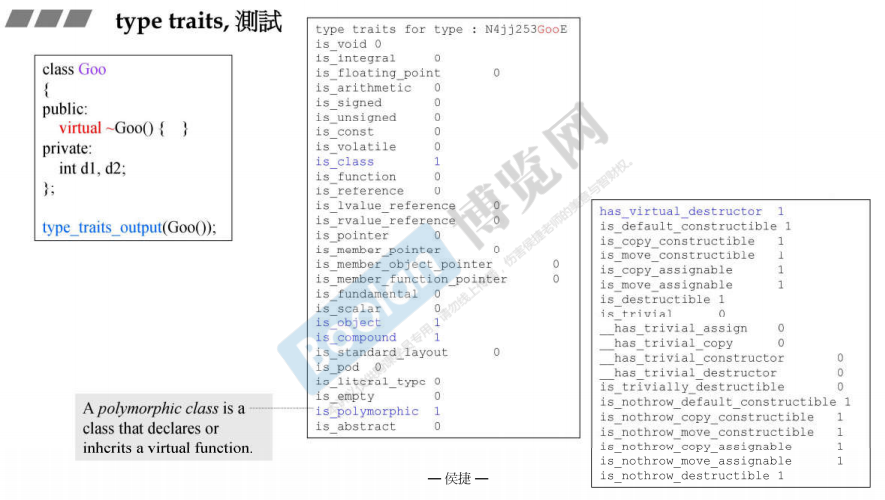 type traits, 測試
class Goo
{
public:
virtual ~Goo() { }
private:
int d1, d2;
};
type_traits_output(Goo());
A polymorphic class is a
class that declares or
inherits a virtual function.
type traits for type : N4jj253GooE
is_void 0
is_integral 0
is_floating_point 0
is_arithmetic 0
is_signed 0
is_unsigned 0
is_const 0
is_volatile 0
is_class 1
is_function 0
is_reference 0
is_lvalue_reference 0
is_rvalue_reference 0
is_pointer 0
is_member_pointer 0
is_member_object_pointer 0
is_member_function_pointer 0
is_fundamental 0
is_scalar 0
is_object 1
is_compound 1
is_standard_layout 0
is_pod 0
is_literal_type 0
is_empty 0
is_polymorphic 1
is_abstract 0
has_virtual_destructor 1
is_default_constructible 1
is_copy_constructible 1
is_move_constructible 1
is_copy_assignable 1
is_move_assignable 1
is_destructible 1
is_trivial 0
__has_trivial_assign 0
__has_trivial_copy 0
__has_trivial_constructor 0
__has_trivial_destructor 0
is_trivially_destructible 0
is_nothrow_default_constructible 1
is_nothrow_copy_constructible 1
is_nothrow_move_constructible 1
is_nothrow_copy_assignable 1
is_nothrow_move_assignable 1
is_nothrow_destructible 1
Boolan 博览网
— 侯捷 —